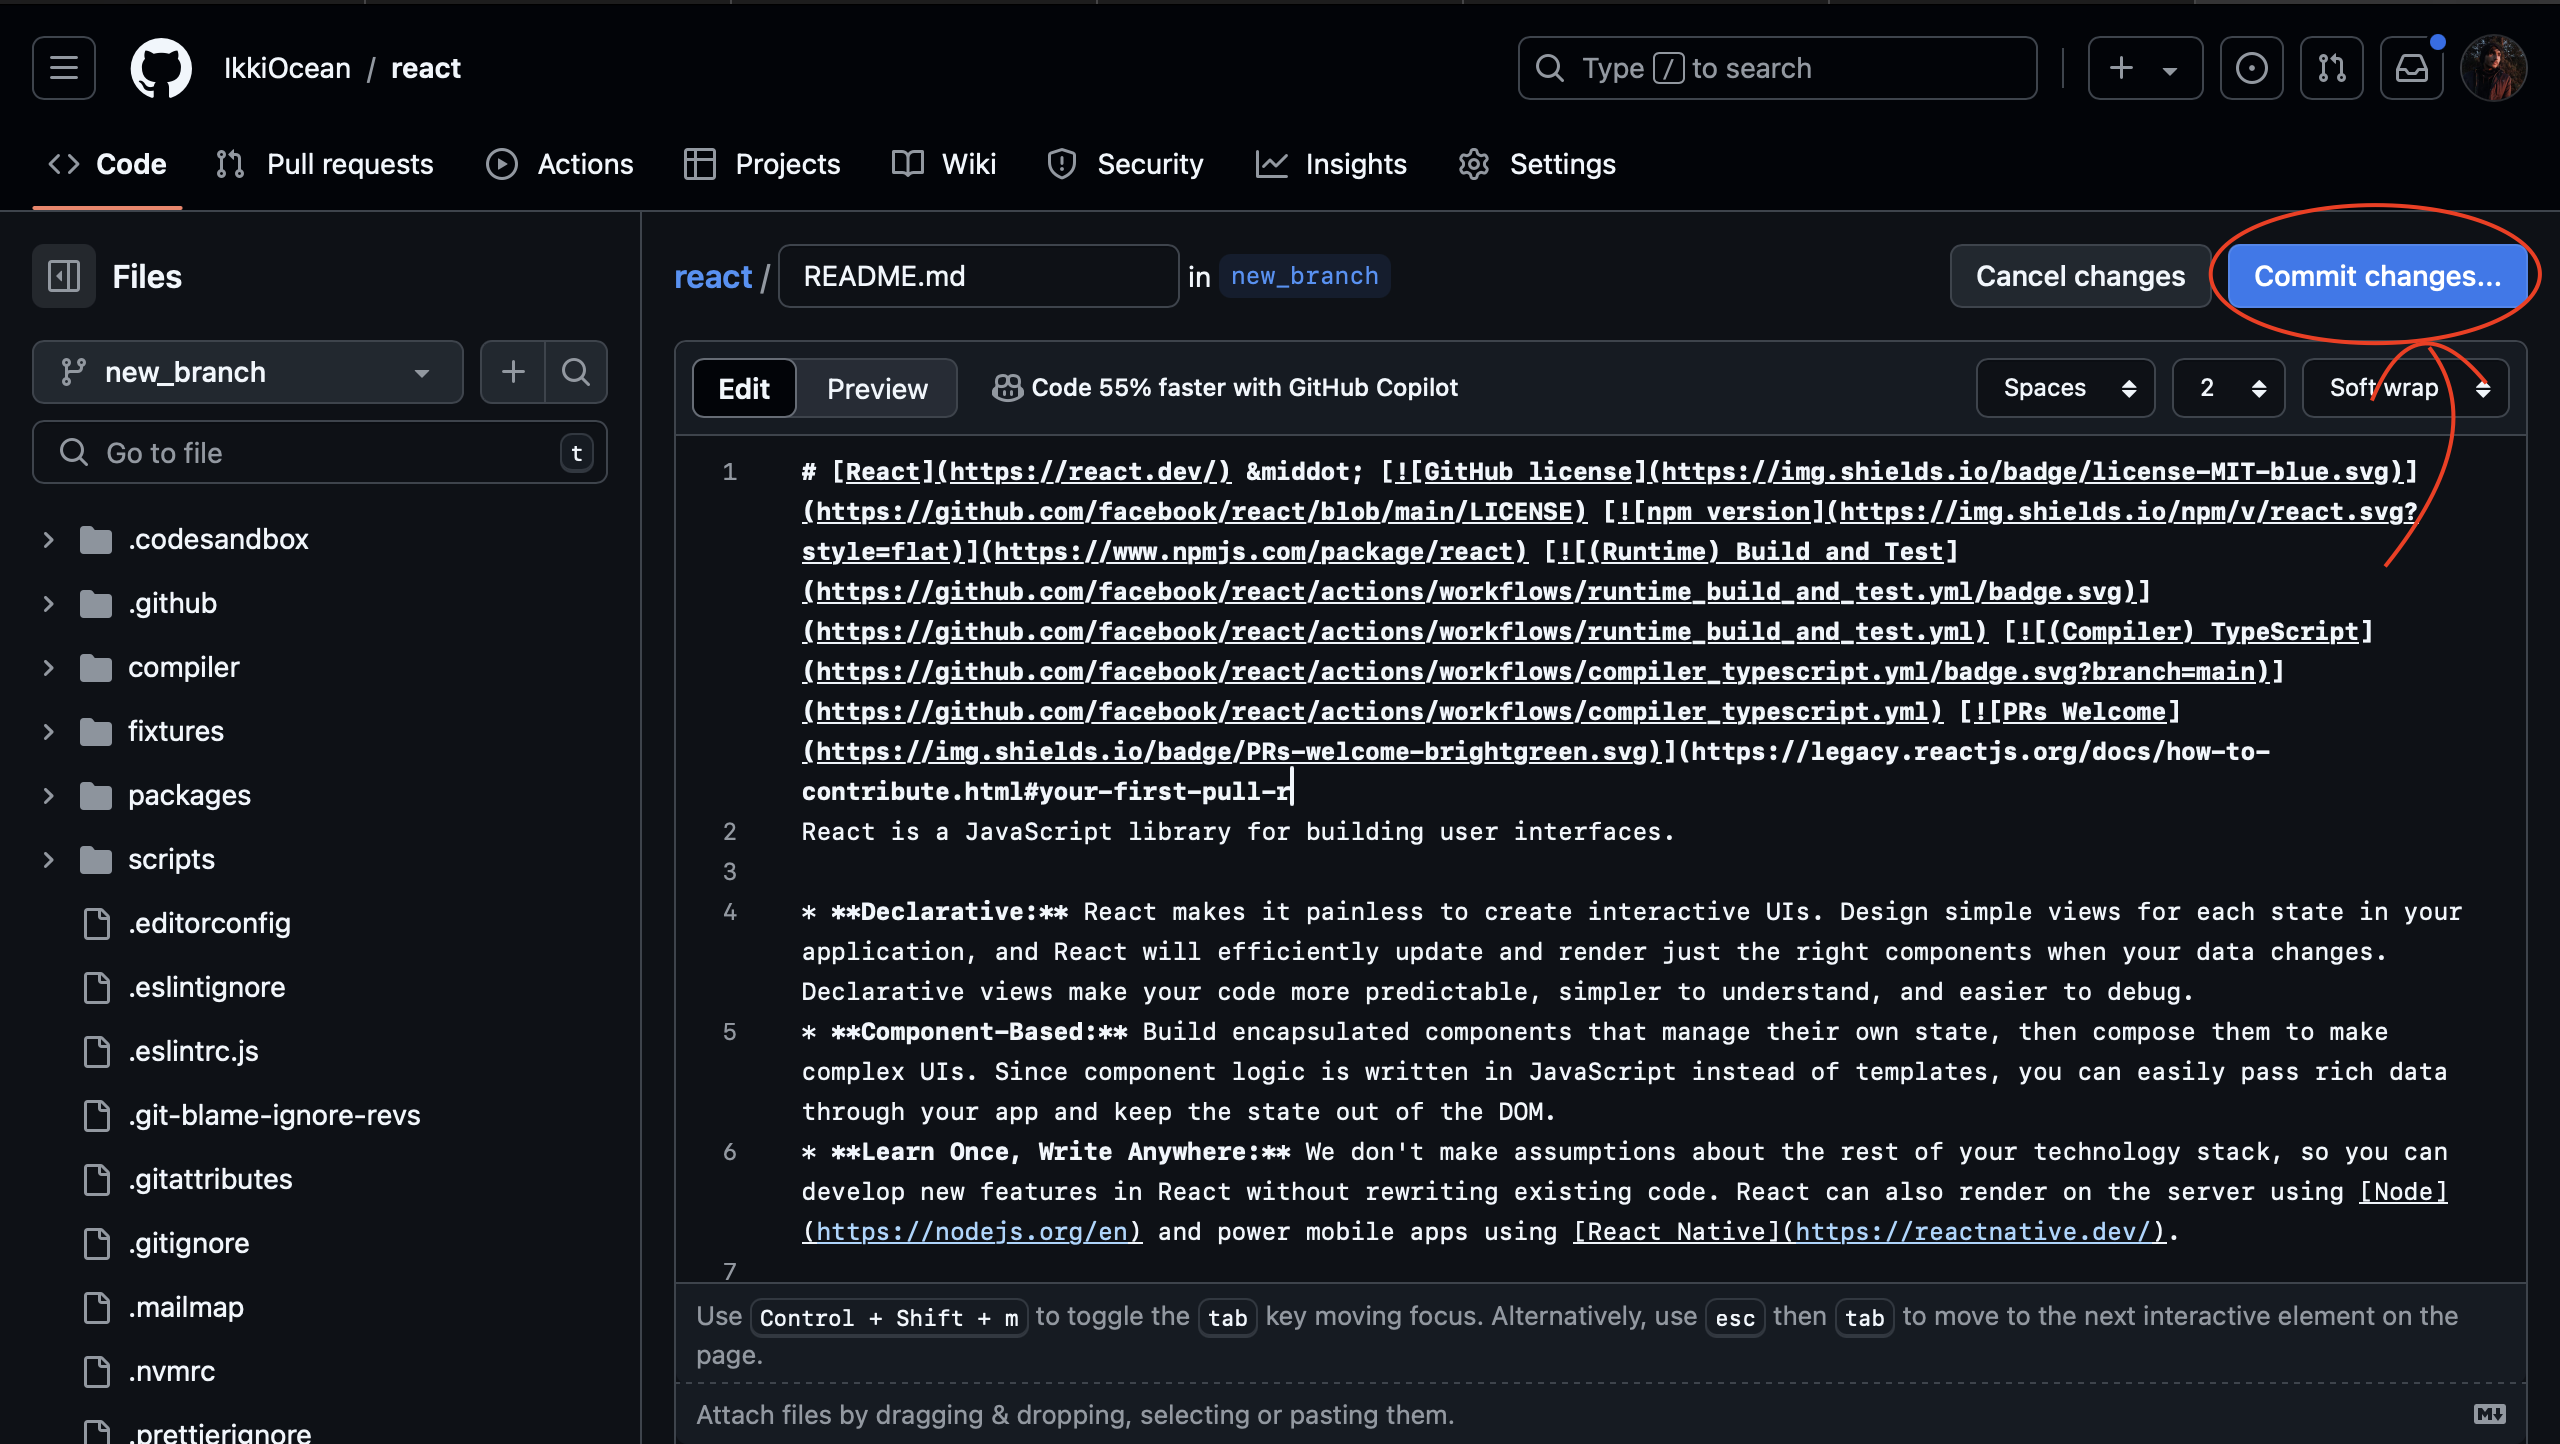 IkkiOcean / react
Type / to search
Code Pull requests Actions Projects Wiki Security Insights Settings
Files
new_branch
Go to file t
.codesandbox
.github
compiler
fixtures
packages
scripts
.editorconfig
.eslintignore
.eslintrc.js
.git-blame-ignore-revs
.gitattributes
.gitignore
.mailmap
.nvmrc
.prettierignore
react / README.md in new_branch
Cancel changes Commit changes...
Edit Preview Code 55% faster with GitHub Copilot Spaces 2 Soft wrap
1 # [React](https://react.dev/) &middot; [![GitHub license](https://img.shields.io/badge/license-MIT-blue.svg)]
(https://github.com/facebook/react/blob/main/LICENSE) [![npm version](https://img.shields.io/npm/v/react.svg?
style=flat)](https://www.npmjs.com/package/react) [![(Runtime) Build and Test]
(https://github.com/facebook/react/actions/workflows/runtime_build_and_test.yml/badge.svg)]
(https://github.com/facebook/react/actions/workflows/runtime_build_and_test.yml) [![(Compiler) TypeScript]
(https://github.com/facebook/react/actions/workflows/compiler_typescript.yml/badge.svg?branch=main)]
(https://github.com/facebook/react/actions/workflows/compiler_typescript.yml) [![PRs Welcome]
(https://img.shields.io/badge/PRs-welcome-brightgreen.svg)](https://legacy.reactjs.org/docs/how-to-
contribute.html#your-first-pull-r
2 React is a JavaScript library for building user interfaces.
3
4 * **Declarative:** React makes it painless to create interactive UIs. Design simple views for each state in your
application, and React will efficiently update and render just the right components when your data changes.
Declarative views make your code more predictable, simpler to understand, and easier to debug.
5 * **Component-Based:** Build encapsulated components that manage their own state, then compose them to make
complex UIs. Since component logic is written in JavaScript instead of templates, you can easily pass rich data
through your app and keep the state out of the DOM.
6 * **Learn Once, Write Anywhere:** We don't make assumptions about the rest of your technology stack, so you can
develop new features in React without rewriting existing code. React can also render on the server using [Node]
(https://nodejs.org/en) and power mobile apps using [React Native](https://reactnative.dev/).
7
Use Control + Shift + m to toggle the tab key moving focus. Alternatively, use esc then tab to move to the next interactive element on the
page.
Attach files by dragging & dropping, selecting or pasting them.